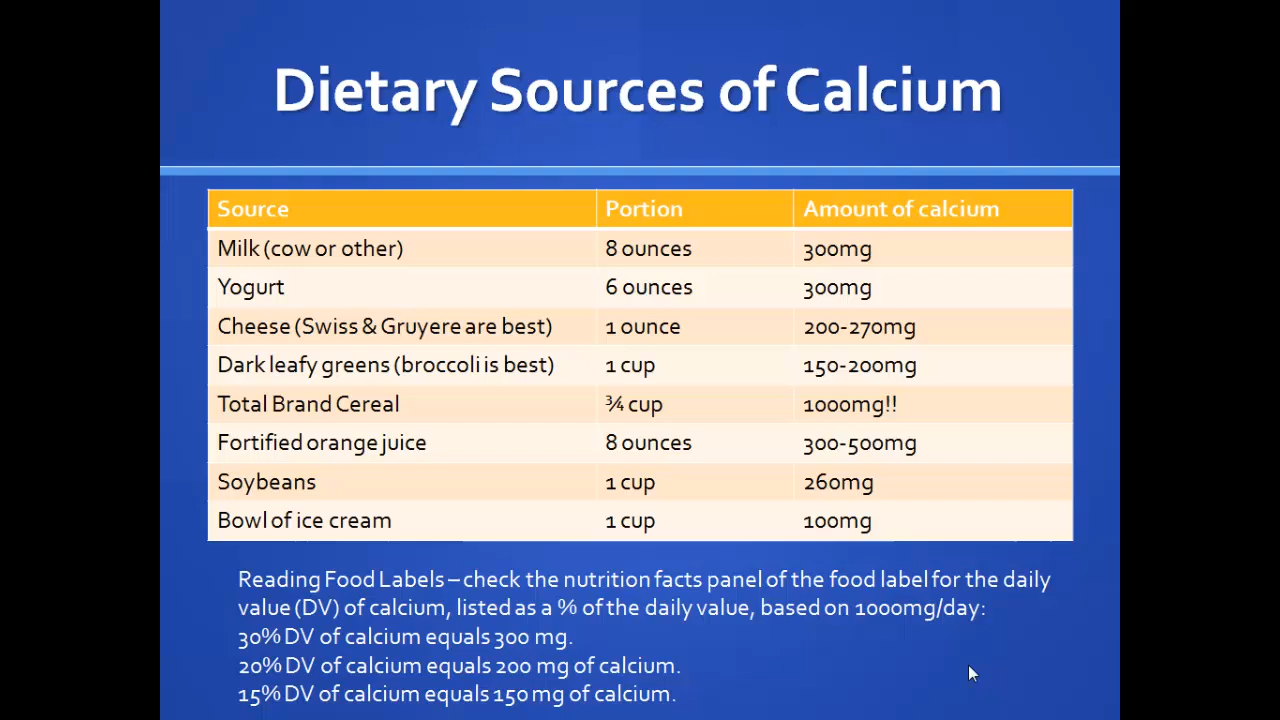 Dietary Sources of Calcium
Source Portion Amount of calcium
Milk (cow or other) 8 ounces 300mg
Yogurt 6 ounces 300mg
Cheese (Swiss & Gruyere are best) 1 ounce 200-270mg
Dark leafy greens (broccoli is best) 1 cup 150-200mg
Total Brand Cereal ¾ cup 1000mg!!
Fortified orange juice 8 ounces 300-500mg
Soybeans 1 cup 260mg
Bowl of ice cream 1 cup 100mg
Reading Food Labels – check the nutrition facts panel of the food label for the daily
value (DV) of calcium, listed as a % of the daily value, based on 1000mg/day:
30% DV of calcium equals 300 mg.
20% DV of calcium equals 200 mg of calcium.
15% DV of calcium equals 150 mg of calcium.